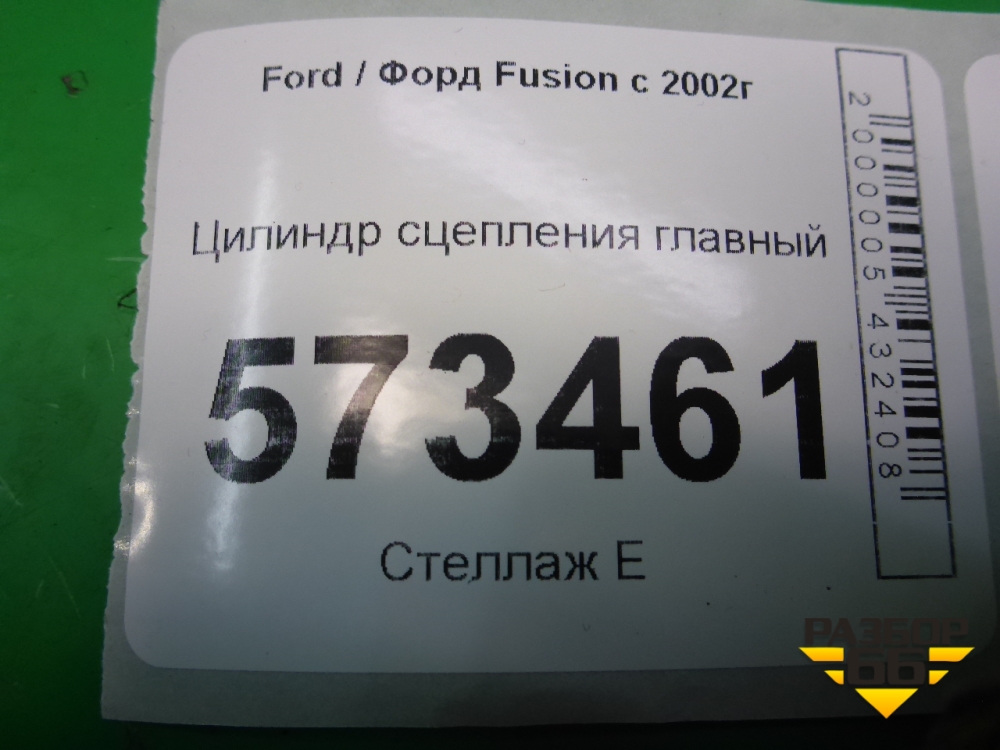 Ford / Форд Fusion с 2002г
Цилиндр сцепления главный
573461
Стеллаж Е
2000005432408
РАЗБОР
66